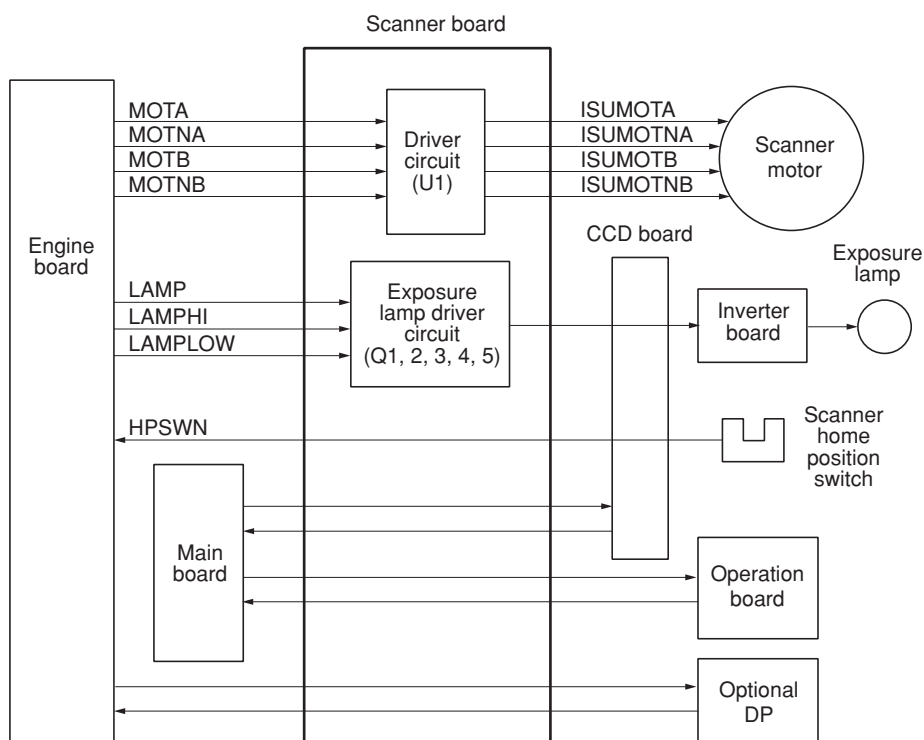 Scanner board
MOTA
MOTNA
MOTB
MOTNB
Driver
circuit
(U1)
ISUMOTA
ISUMOTNA
ISUMOTB
ISUMOTNB
Scanner
motor
Engine
board
CCD board
LAMP
LAMPHI
LAMPLOW
Exposure
lamp driver
circuit
(Q1, 2, 3, 4, 5)
Inverter
board
Exposure
lamp
HPSWN
Scanner
home
position
switch
Main
board
Operation
board
Optional
DP